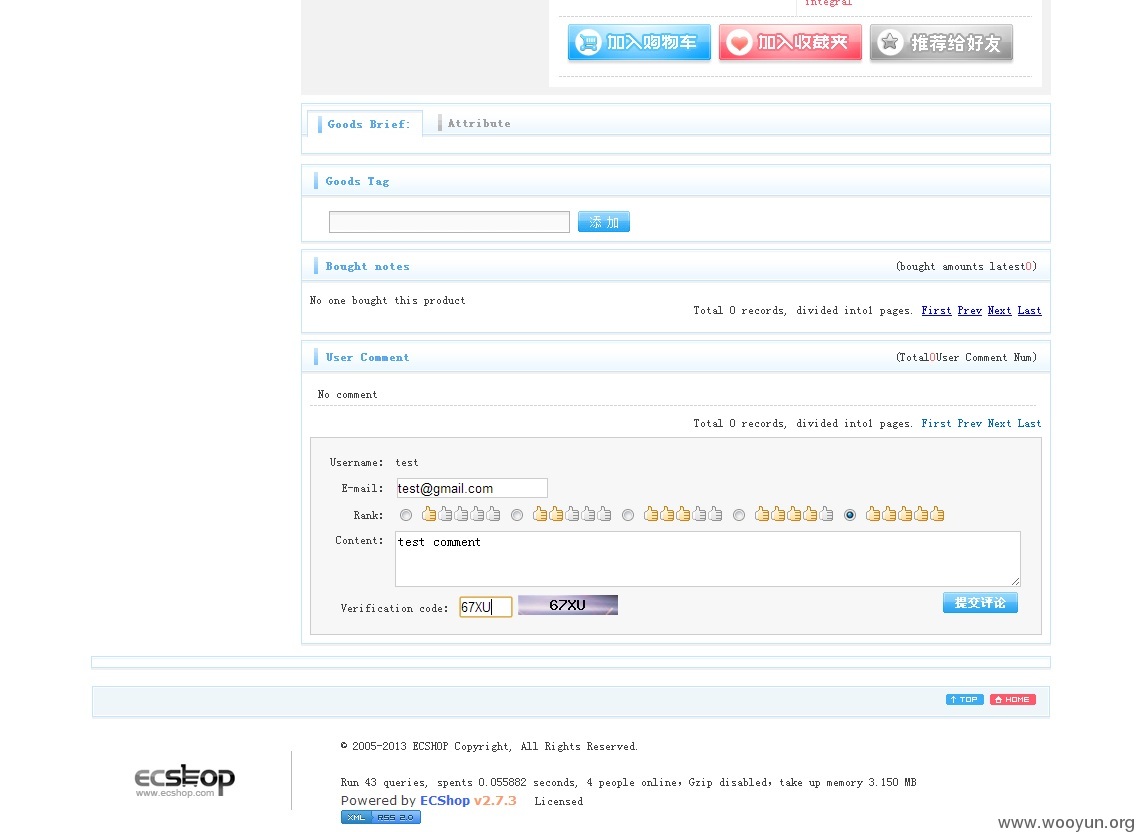 integral
加入购物车 加入收藏夹 推荐给好友
Goods Brief: Attribute
Goods Tag
添 加
Bought notes (bought amounts latest0)
No one bought this product
Total 0 records, divided into1 pages. First Prev Next Last
User Comment (Total0User Comment Num)
No comment
Total 0 records, divided into1 pages. First Prev Next Last
Username: test
E-mail: test@gmail.com
Rank:
Content: test comment
Verification code: 67XU 67XU 提交评论
TOP HOME
© 2005-2013 ECSHOP Copyright, All Rights Reserved.
ecshop
www.ecshop.com
Run 43 queries, spents 0.055882 seconds, 4 people online，Gzip disabled，take up memory 3.150 MB
Powered by ECShop v2.7.3 Licensed
XML RSS 2.0
www.wooyun.org